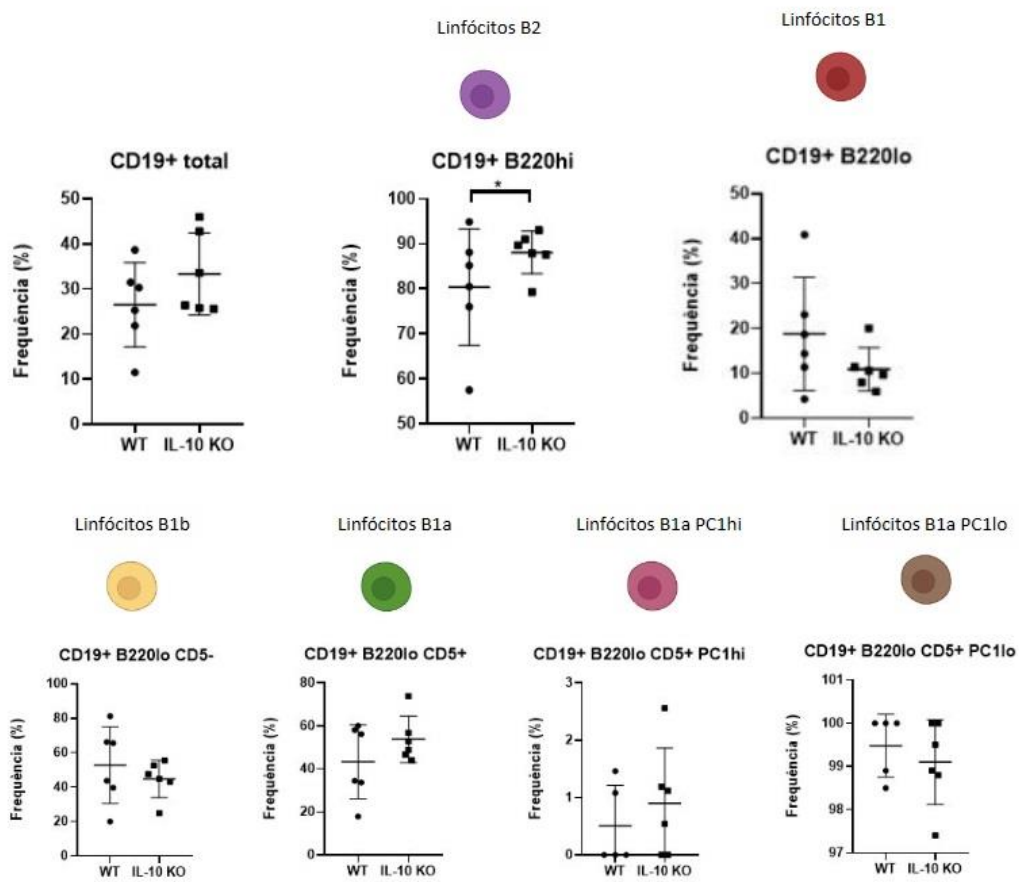 Linfócitos B2
Linfócitos B1
CD19+ total
CD19+ B220hi
CD19+ B220lo
Frequência (%)
50
40
30
20
10
0
WT IL-10 KO
Frequência (%)
100
90
80
70
60
50
*
WT IL-10 KO
Frequência (%)
50
40
30
20
10
0
WT IL-10 KO
Linfócitos B1b
Linfócitos B1a
Linfócitos B1a PC1hi
Linfócitos B1a PC1lo
CD19+ B220lo CD5-
CD19+ B220lo CD5+
CD19+ B220lo CD5+ PC1hi
CD19+ B220lo CD5+ PC1lo
Frequência (%)
100
80
60
40
20
0
WT IL-10 KO
Frequência (%)
80
60
40
20
0
WT IL-10 KO
Frequência (%)
3
2
1
0
WT IL-10 KO
Frequência (%)
101
100
99
98
97
WT IL-10 KO